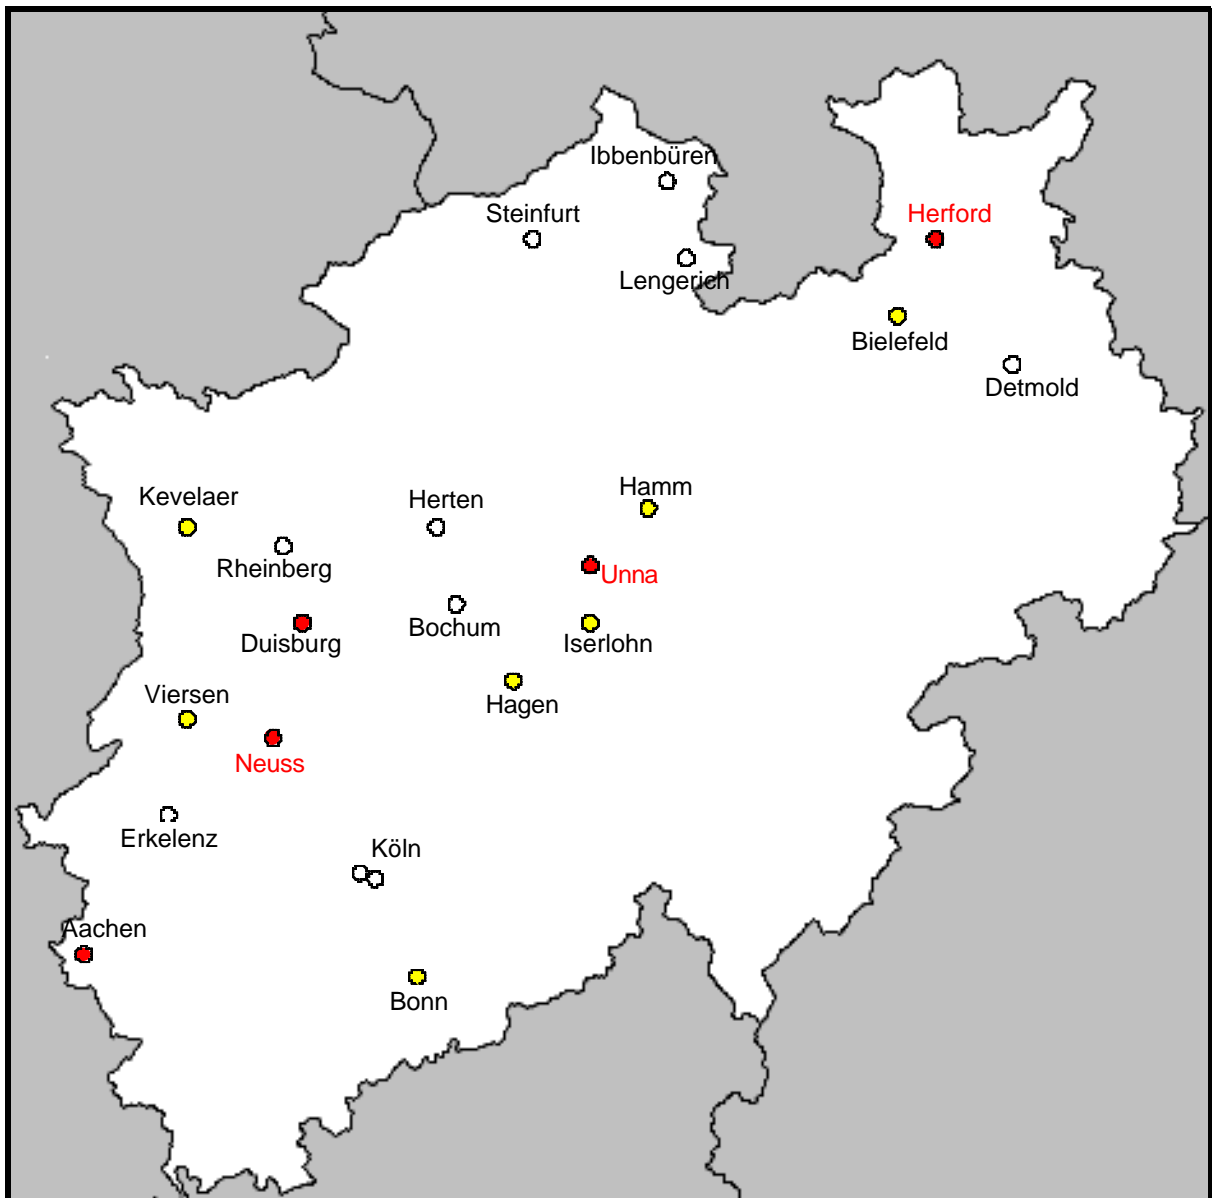 Ibbenbüren
Steinfurt
Herford
Lengerich
Bielefeld
Detmold
Kevelaer
Herten
Hamm
Rheinberg
Unna
Duisburg
Bochum
Iserlohn
Viersen
Hagen
Neuss
Erkelenz
Köln
Aachen
Bonn